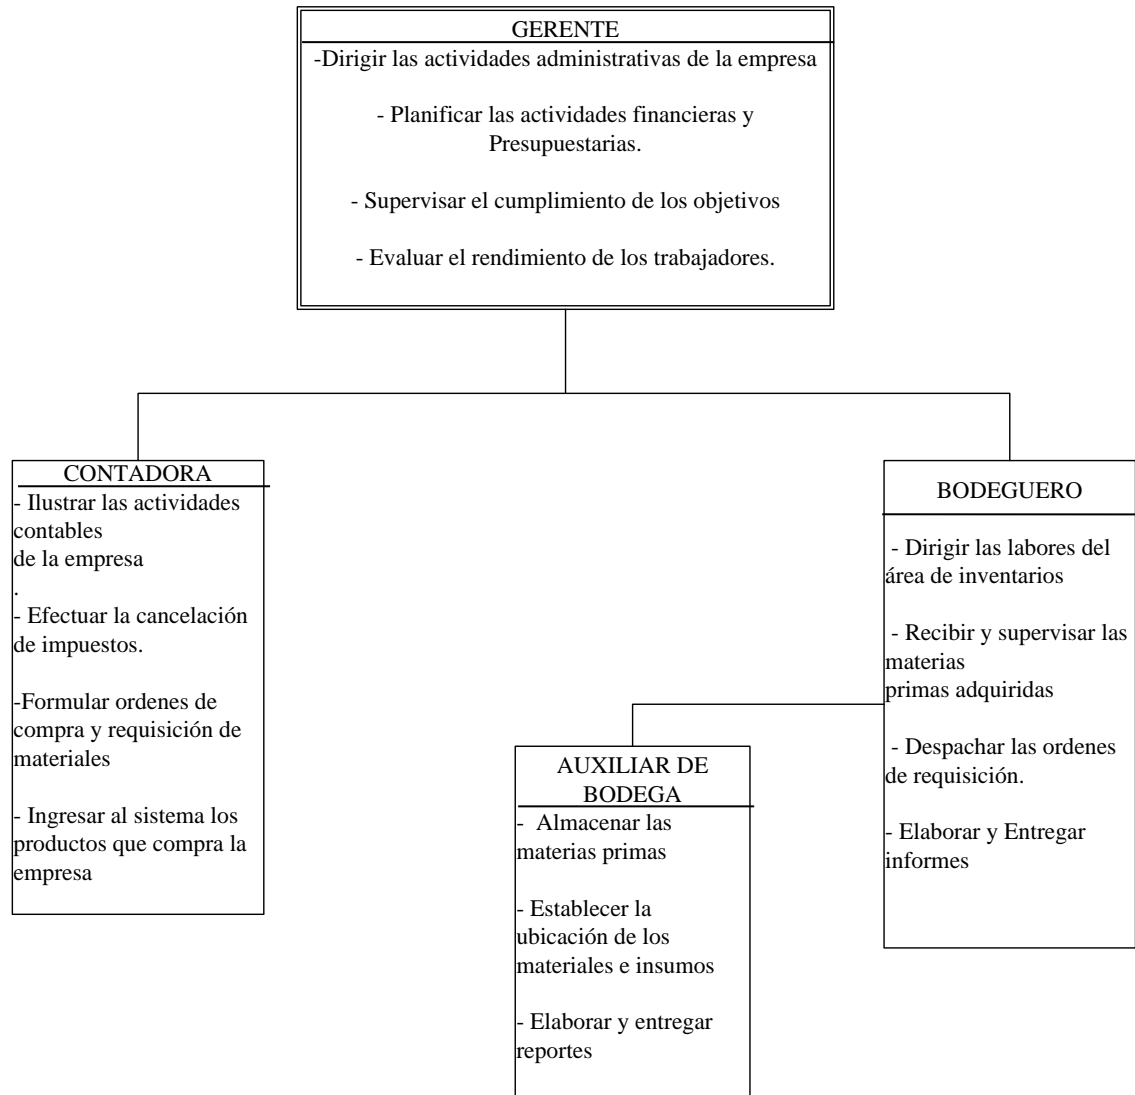 GERENTE
-Dirigir las actividades administrativas de la empresa
- Planificar las actividades financieras y
Presupuestarias.
- Supervisar el cumplimiento de los objetivos
- Evaluar el rendimiento de los trabajadores.
CONTADORA
- Ilustrar las actividades
contables
de la empresa
.
- Efectuar la cancelación
de impuestos.
-Formular ordenes de
compra y requisición de
materiales
- Ingresar al sistema los
productos que compra la
empresa
AUXILIAR DE
BODEGA
- Almacenar las
materias primas
- Establecer la
ubicación de los
materiales e insumos
- Elaborar y entregar
reportes
BODEGUERO
- Dirigir las labores del
área de inventarios
- Recibir y supervisar las
materias
primas adquiridas
- Despachar las ordenes
de requisición.
- Elaborar y Entregar
informes